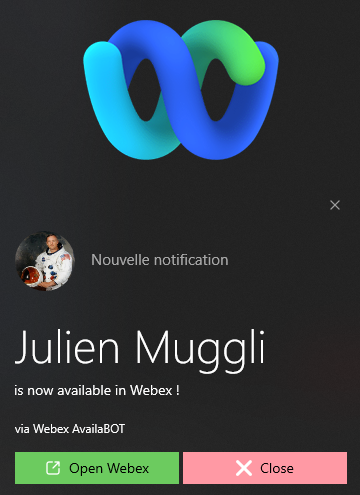 Nouvelle notification
Julien Muggli
is now available in Webex !
via Webex AvailaBOT
Open Webex
Close